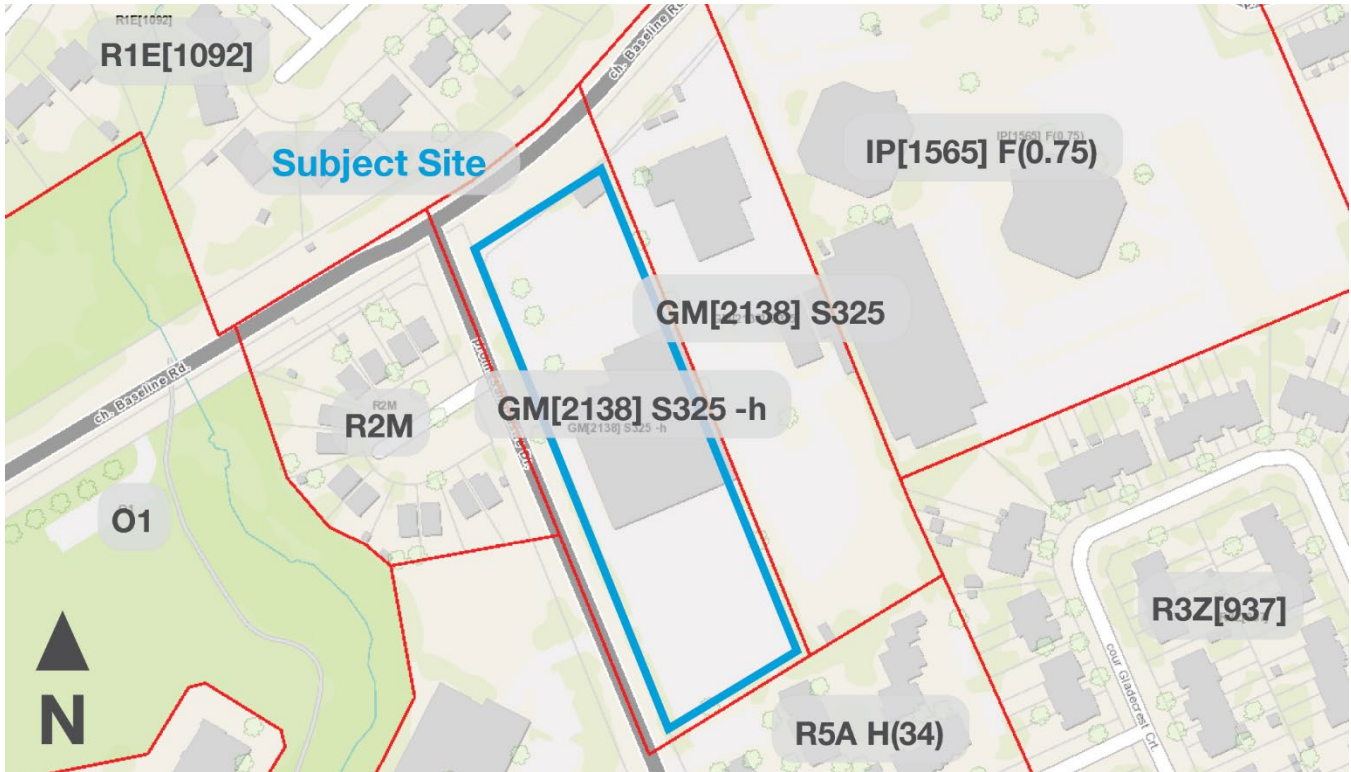 R1E[1092]
R1E[1092]
ch. Baseline Rd.
Subject Site
IP[1565] F(0.75)
IP[1565] F(0.75)
GM[2138] S325
GM[2138] S325 -h
GM[2138] S325 -h
R2M
R2M
ch. Baseline Rd.
O1
N
R5A H(34)
R3Z[937]
cour Gladecrest Crt.